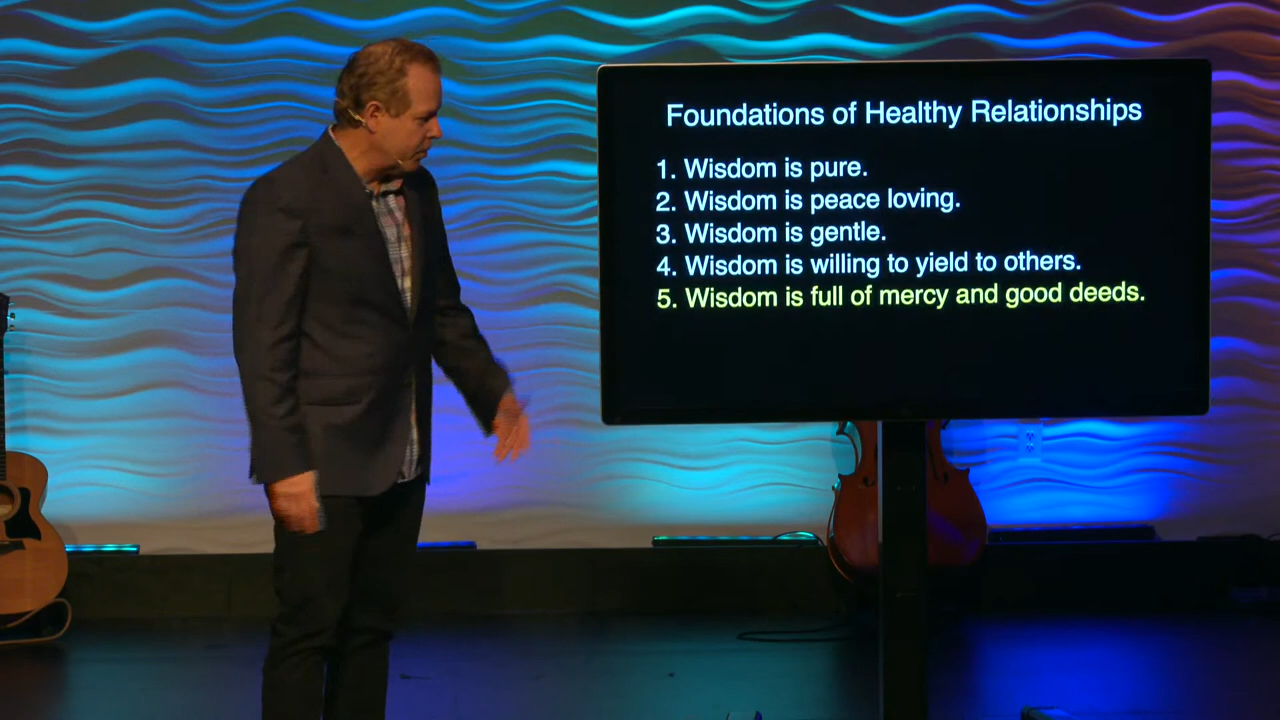 Foundations of Healthy Relationships
1. Wisdom is pure.
2. Wisdom is peace loving.
3. Wisdom is gentle.
4. Wisdom is willing to yield to others.
5. Wisdom is full of mercy and good deeds.